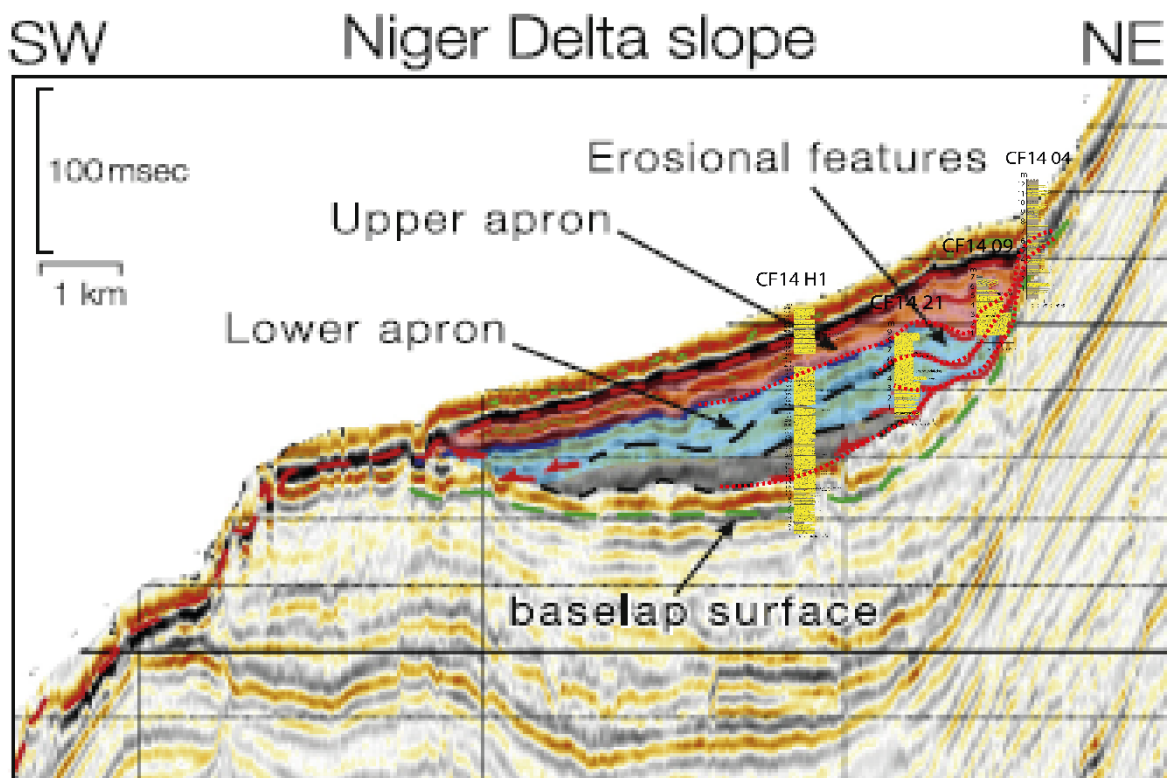 SW Niger Delta slope NE
100 msec
1 km
Erosional features
CF14 04
Upper apron
CF14 09
CF14 H1
CF14 21
Lower apron
baselap surface